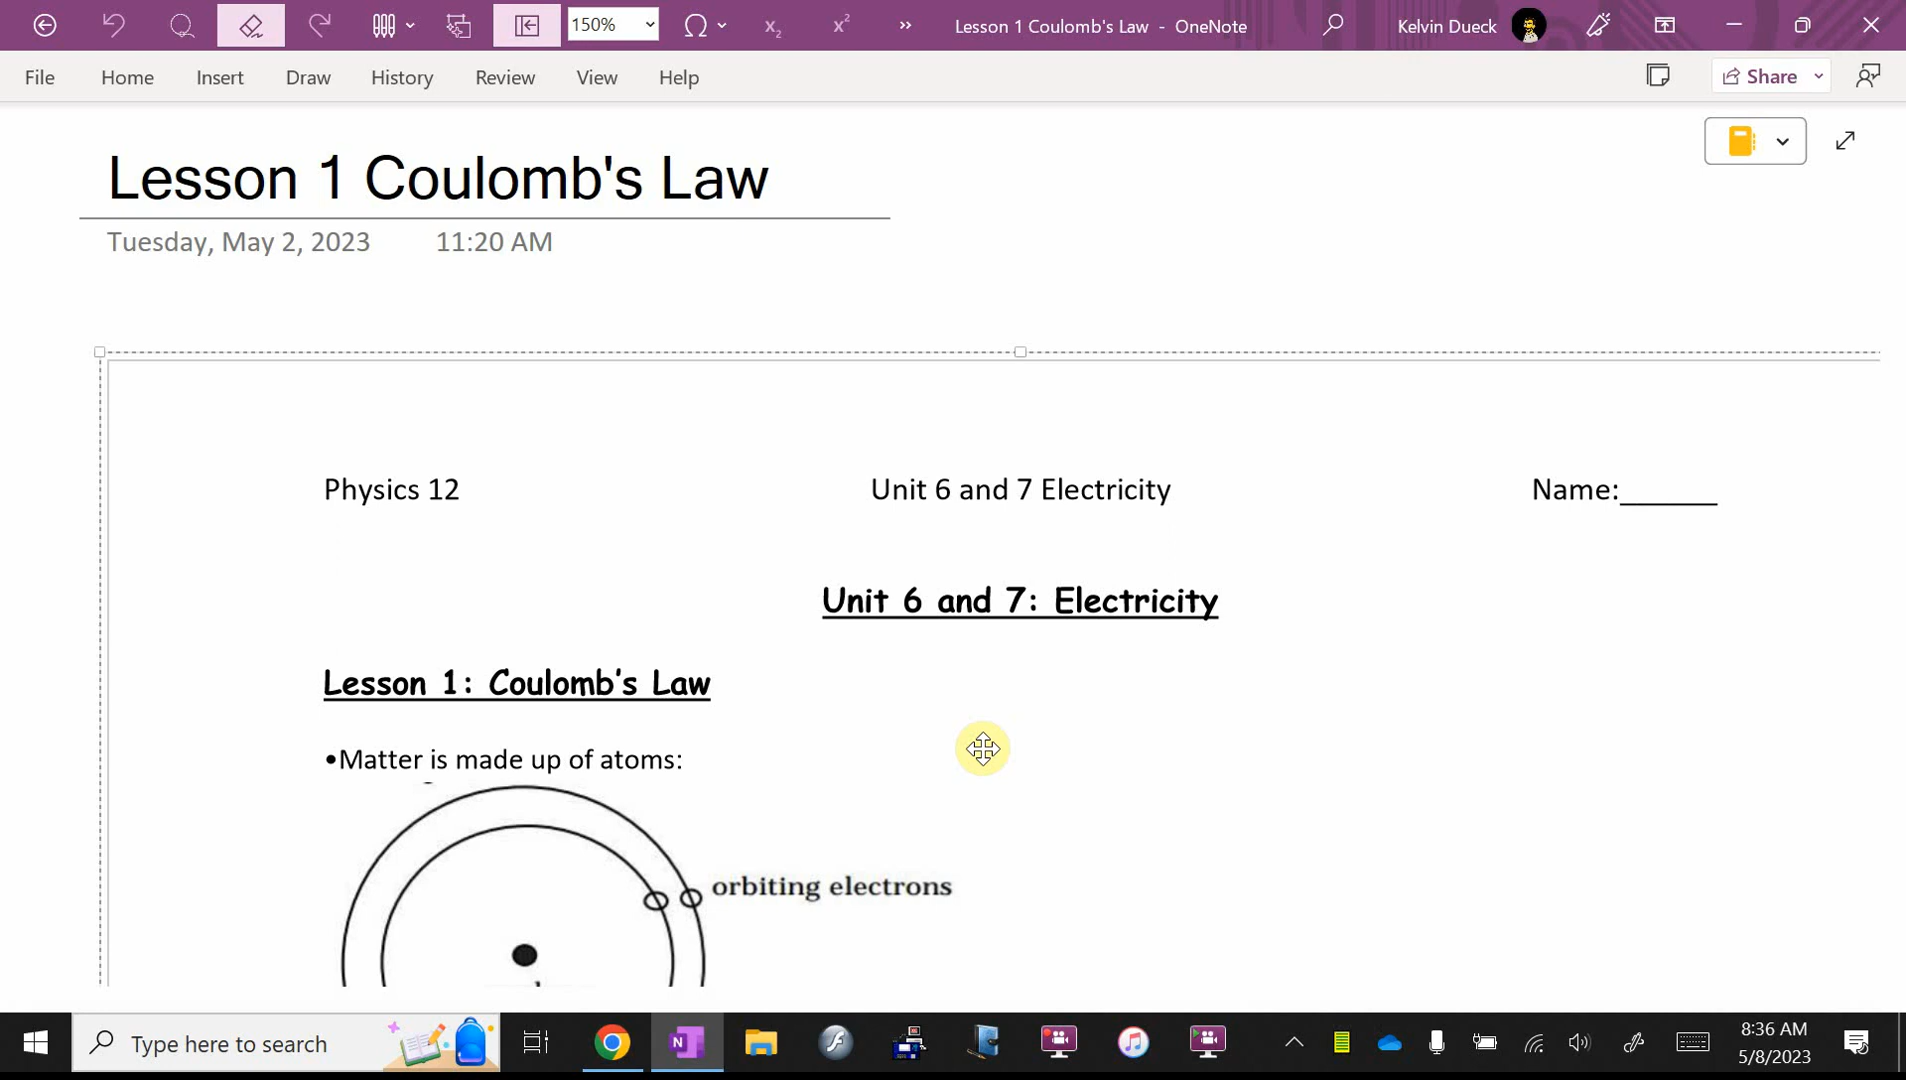 150%
Ω
x₂
x²
»
Lesson 1 Coulomb's Law - OneNote
Kelvin Dueck
File
Home
Insert
Draw
History
Review
View
Help
Share
Lesson 1 Coulomb's Law
Tuesday, May 2, 2023 11:20 AM
Physics 12 Unit 6 and 7 Electricity Name:______
Unit 6 and 7: Electricity
Lesson 1: Coulomb's Law
•Matter is made up of atoms:
orbiting electrons
Type here to search
N
8:36 AM
5/8/2023